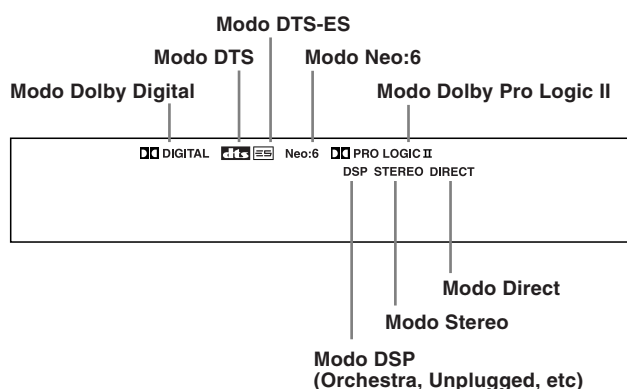 Modo DTS-ES
Modo DTS
Modo Neo:6
Modo Dolby Digital
Modo Dolby Pro Logic II
DIGITAL dts ES Neo:6 PRO LOGIC II
DSP STEREO DIRECT
Modo Direct
Modo Stereo
Modo DSP
(Orchestra, Unplugged, etc)